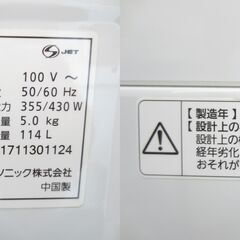 JET
100 V ~
50/60 Hz
力 355/430 W
量 5.0 kg
量 114 L
1711301124
ソニック株式会社
中国製
【製造年】
【設計上の
設計上の
経年劣化
おそれが